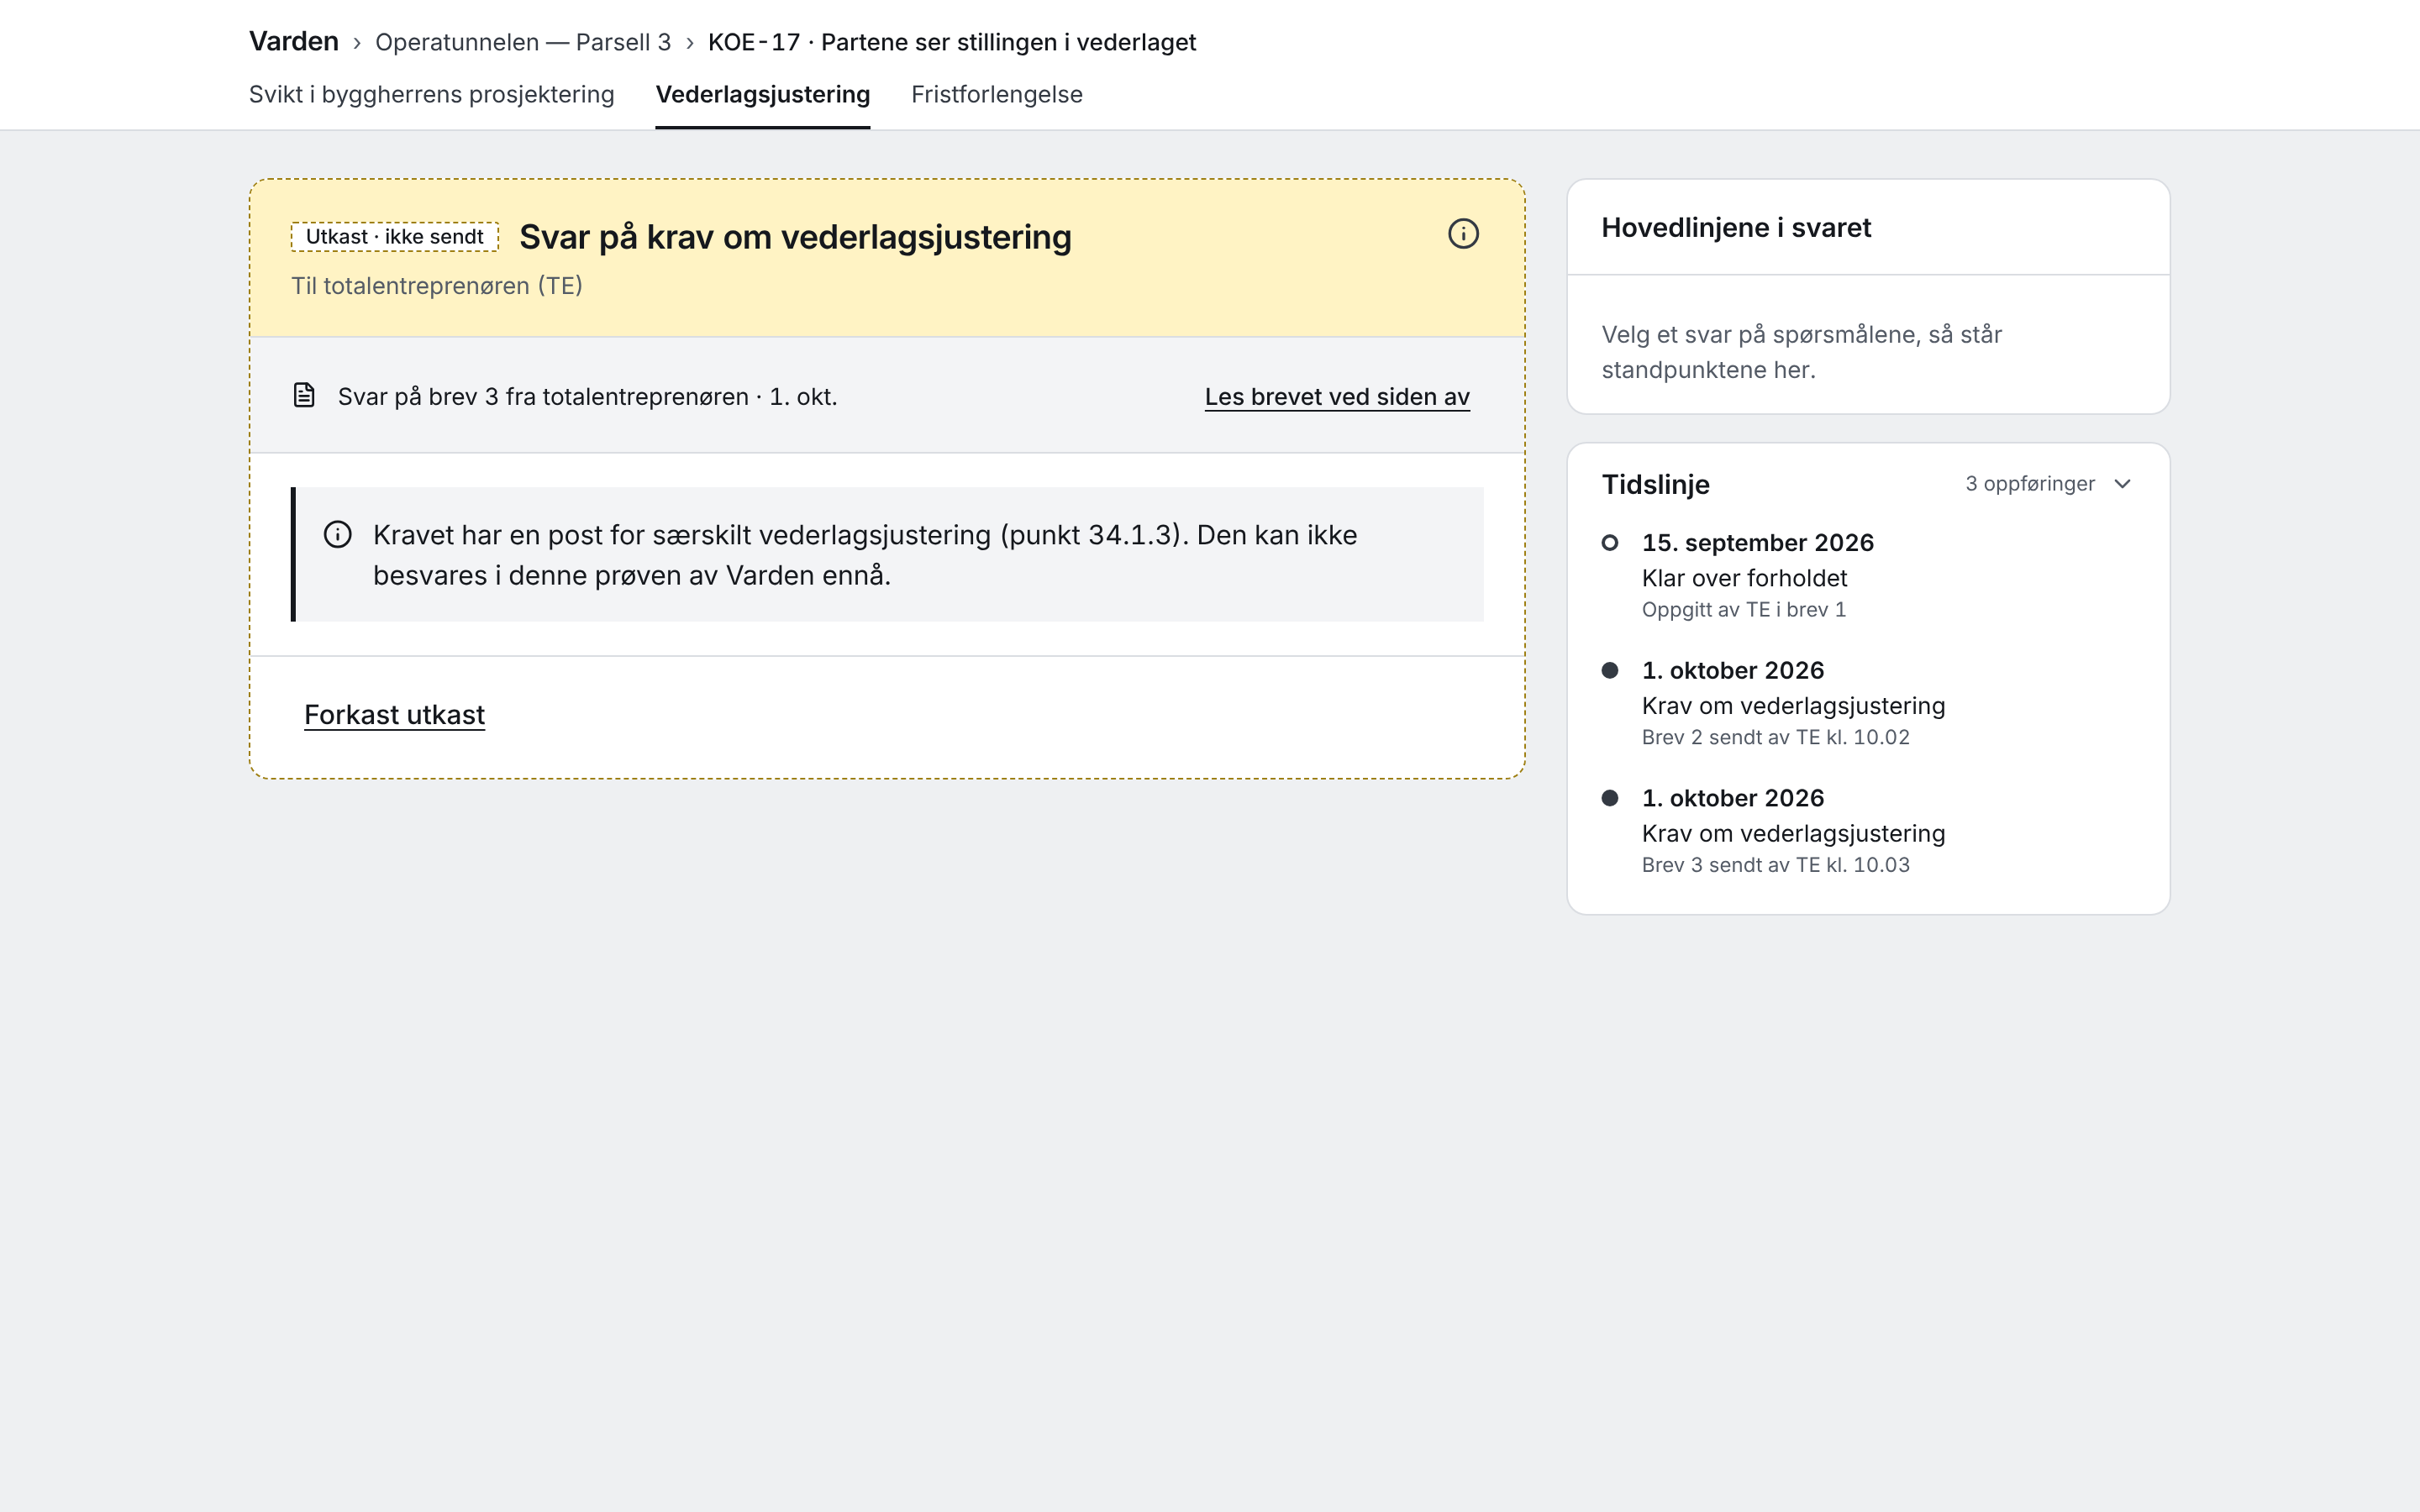 Varden › Operatunnelen — Parsell 3 › KOE-17 · Partene ser stillingen i vederlaget
Svikt i byggherrens prosjektering Vederlagsjustering Fristforlengelse
Utkast · ikke sendt Svar på krav om vederlagsjustering
Til totalentreprenøren (TE)
Svar på brev 3 fra totalentreprenøren · 1. okt. Les brevet ved siden av
Kravet har en post for særskilt vederlagsjustering (punkt 34.1.3). Den kan ikke
besvares i denne prøven av Varden ennå.
Forkast utkast
Hovedlinjene i svaret
Velg et svar på spørsmålene, så står
standpunktene her.
Tidslinje 3 oppføringer
15. september 2026
Klar over forholdet
Oppgitt av TE i brev 1
1. oktober 2026
Krav om vederlagsjustering
Brev 2 sendt av TE kl. 10.02
1. oktober 2026
Krav om vederlagsjustering
Brev 3 sendt av TE kl. 10.03